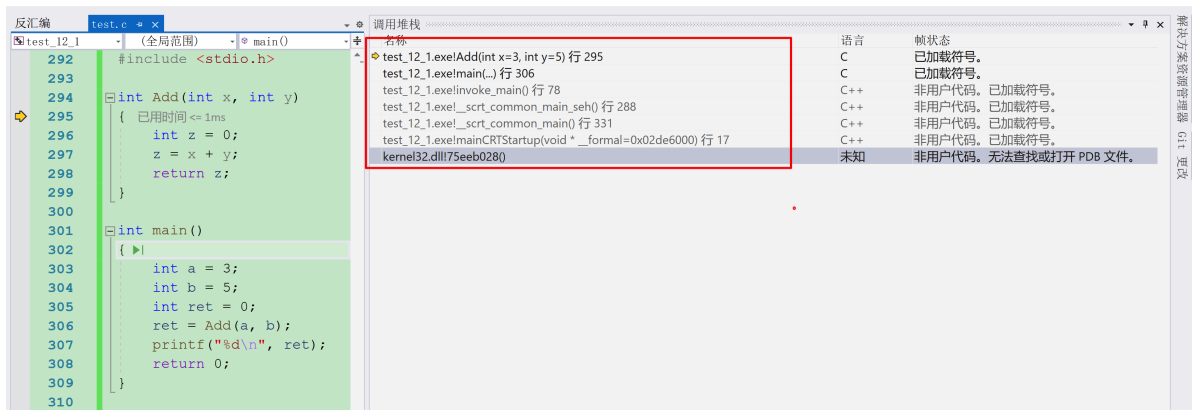 反汇编
test.c
test_12_1 (全局范围) main()
292 #include <stdio.h>
293
294 int Add(int x, int y)
295 { 已用时间 <= 1ms
296 int z = 0;
297 z = x + y;
298 return z;
299 }
300
301 int main()
302 {
303 int a = 3;
304 int b = 5;
305 int ret = 0;
306 ret = Add(a, b);
307 printf("%d\n", ret);
308 return 0;
309 }
310
调用堆栈
名称 语言 帧状态
test_12_1.exe!Add(int x=3, int y=5) 行 295 C 已加载符号。
test_12_1.exe!main(...) 行 306 C 已加载符号。
test_12_1.exe!invoke_main() 行 78 C++ 非用户代码。已加载符号。
test_12_1.exe!__scrt_common_main_seh() 行 288 C++ 非用户代码。已加载符号。
test_12_1.exe!__scrt_common_main() 行 331 C++ 非用户代码。已加载符号。
test_12_1.exe!mainCRTStartup(void * __formal=0x02de6000) 行 17 C++ 非用户代码。已加载符号。
kernel32.dll!75eeb028() 未知 非用户代码。无法查找或打开 PDB 文件。
解决方案资源管理器
Git 更改